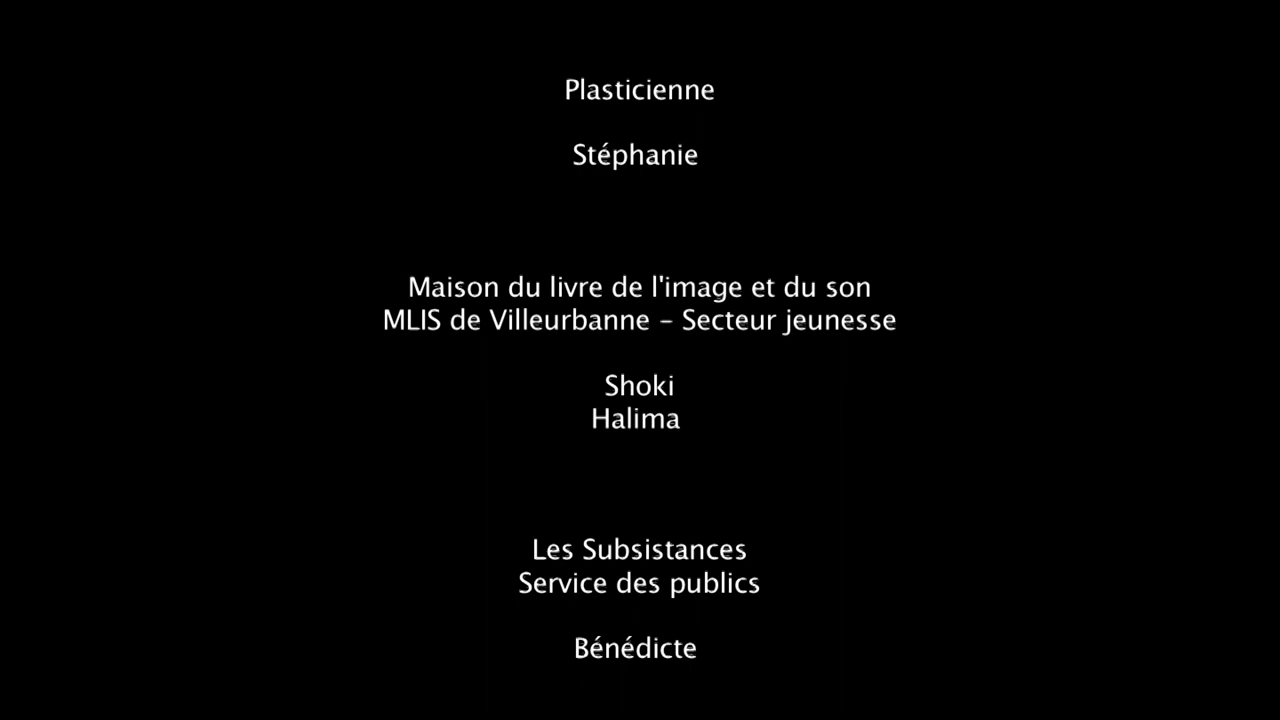 Plasticienne
Stéphanie
Maison du livre de l'image et du son
MLIS de Villeurbanne - Secteur jeunesse
Shoki
Halima
Les Subsistances
Service des publics
Bénédicte